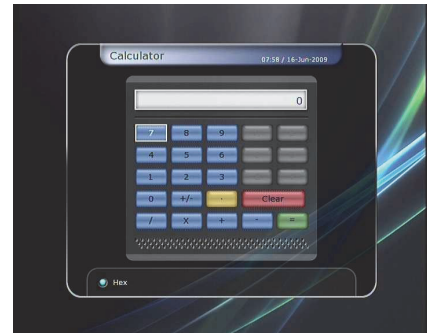 Calculator
07:58 / 16-Jun-2009
0
7 8 9
4 5 6
1 2 3
0 +/- . Clear
/ X + - =
Hex